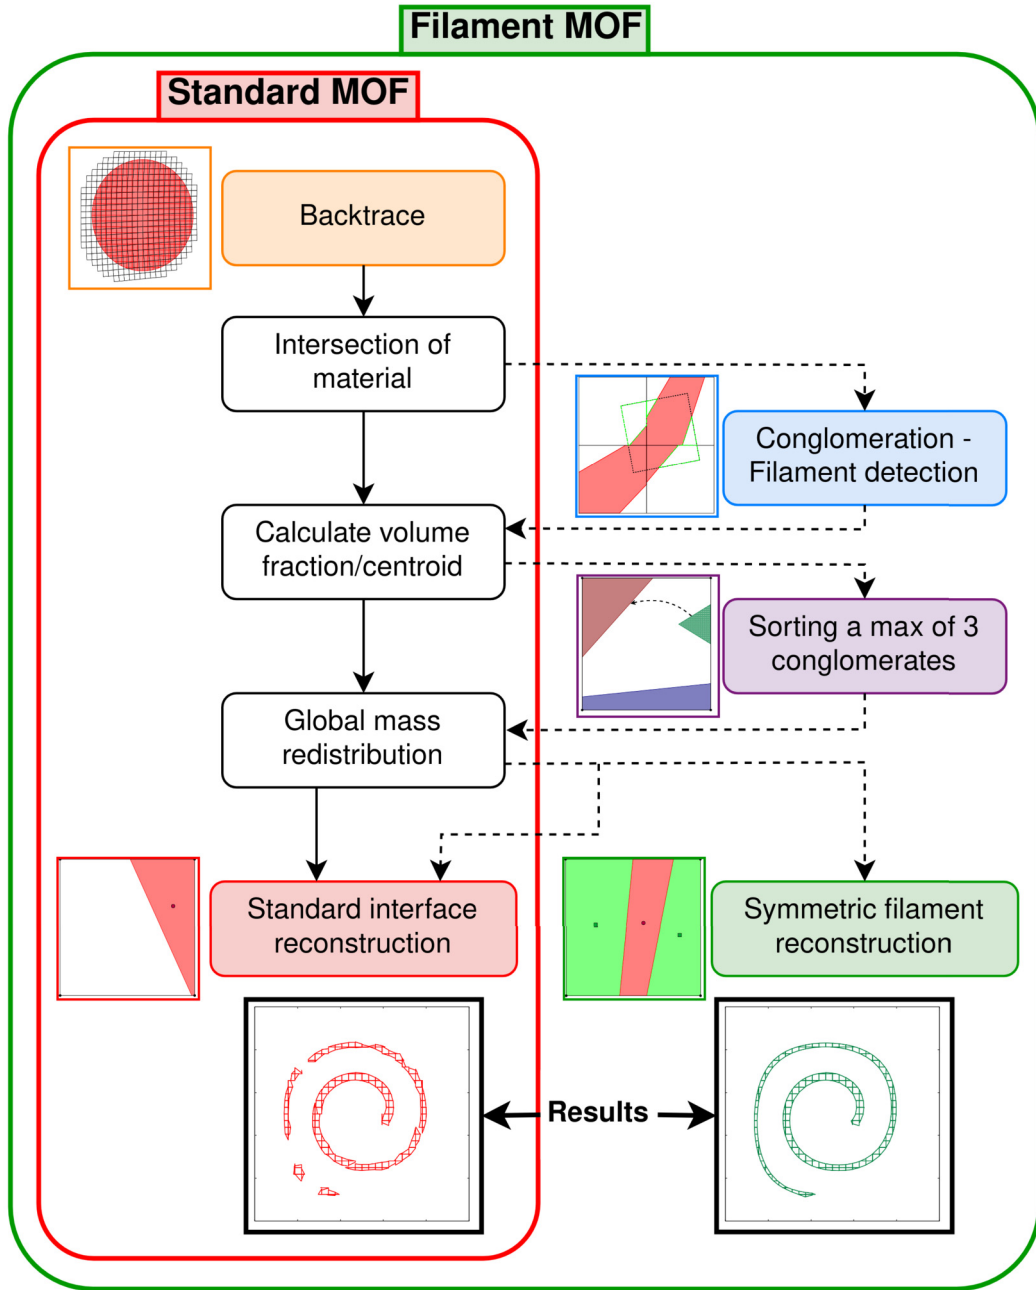 Filament MOF
Standard MOF
Backtrace
Intersection of
material
Conglomeration -
Filament detection
Calculate volume
fraction/centroid
Sorting a max of 3
conglomerates
Global mass
redistribution
Standard interface
reconstruction
Symmetric filament
reconstruction
Results